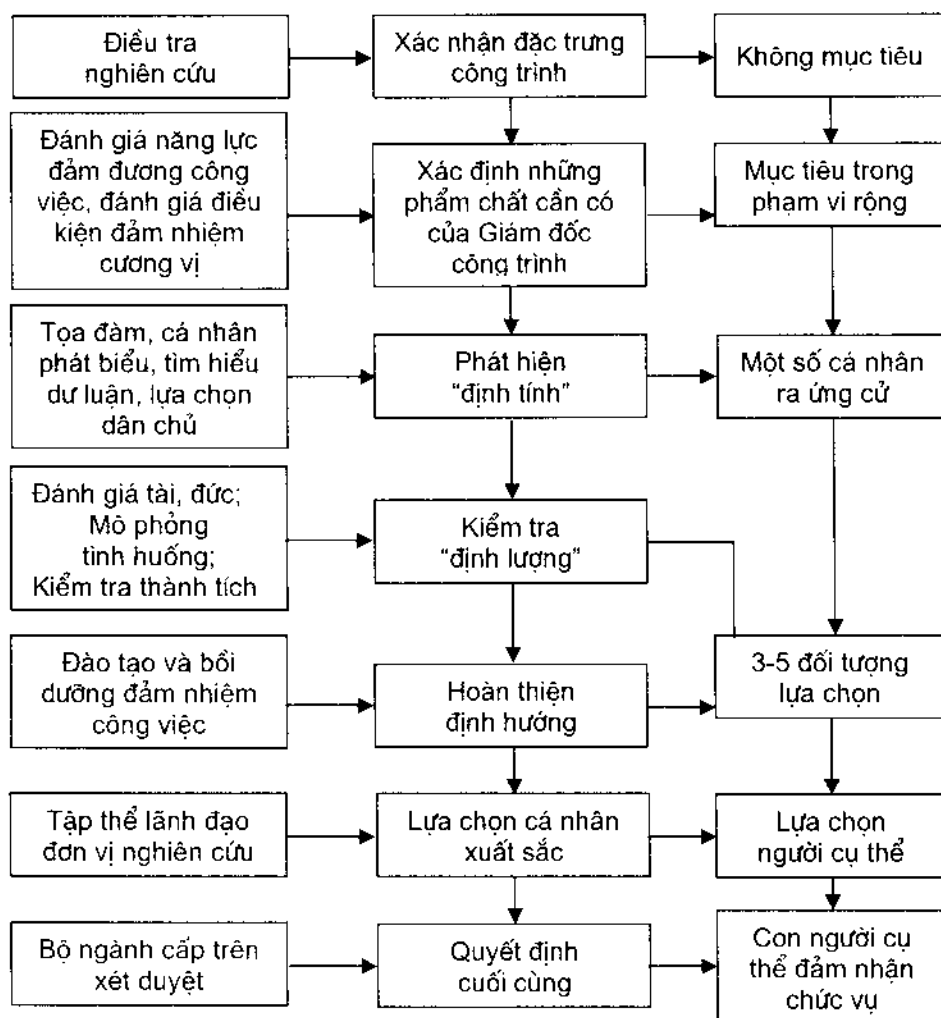 Điều tra
nghiên cứu
Xác nhận đặc trưng
công trình
Không mục tiêu
Đánh giá năng lực
đảm đương công
việc, đánh giá điều
kiện đảm nhiệm
cương vị
Xác định những
phẩm chất cần có
của Giám đốc
công trình
Mục tiêu trong
phạm vi rộng
Tọa đàm, cá nhân
phát biểu, tìm hiểu
dư luận, lựa chọn
dân chủ
Phát hiện
“định tính”
Một số cá nhân
ra ứng cử
Đánh giá tài, đức;
Mô phỏng
tình huống;
Kiểm tra thành tích
Kiểm tra
“định lượng”
Đào tạo và bồi
dưỡng đảm nhiệm
công việc
Hoàn thiện
định hướng
3-5 đối tượng
lựa chọn
Tập thể lãnh đạo
đơn vị nghiên cứu
Lựa chọn cá nhân
xuất sắc
Lựa chọn
người cụ thể
Bộ ngành cấp trên
xét duyệt
Quyết định
cuối cùng
Con người cụ
thể đảm nhận
chức vụ